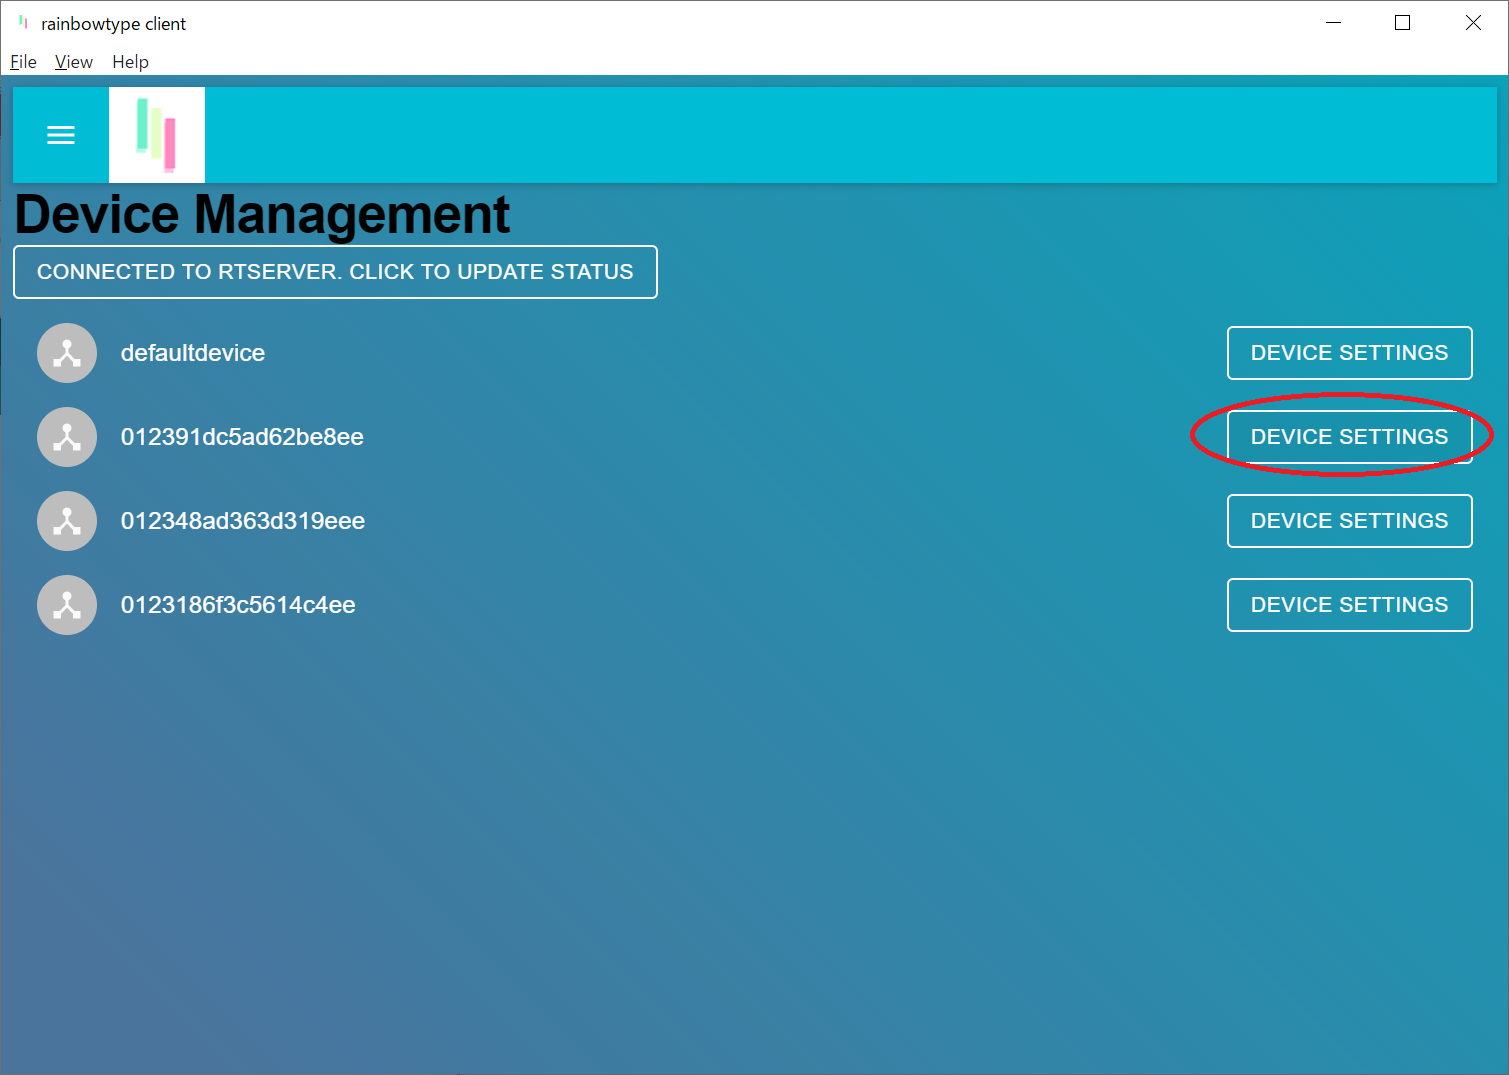 rainbowtype client
File View Help
Device Management
CONNECTED TO RTSERVER. CLICK TO UPDATE STATUS
defaultdevice DEVICE SETTINGS
012391dc5ad62be8ee DEVICE SETTINGS
012348ad363d319eee DEVICE SETTINGS
0123186f3c5614c4ee DEVICE SETTINGS